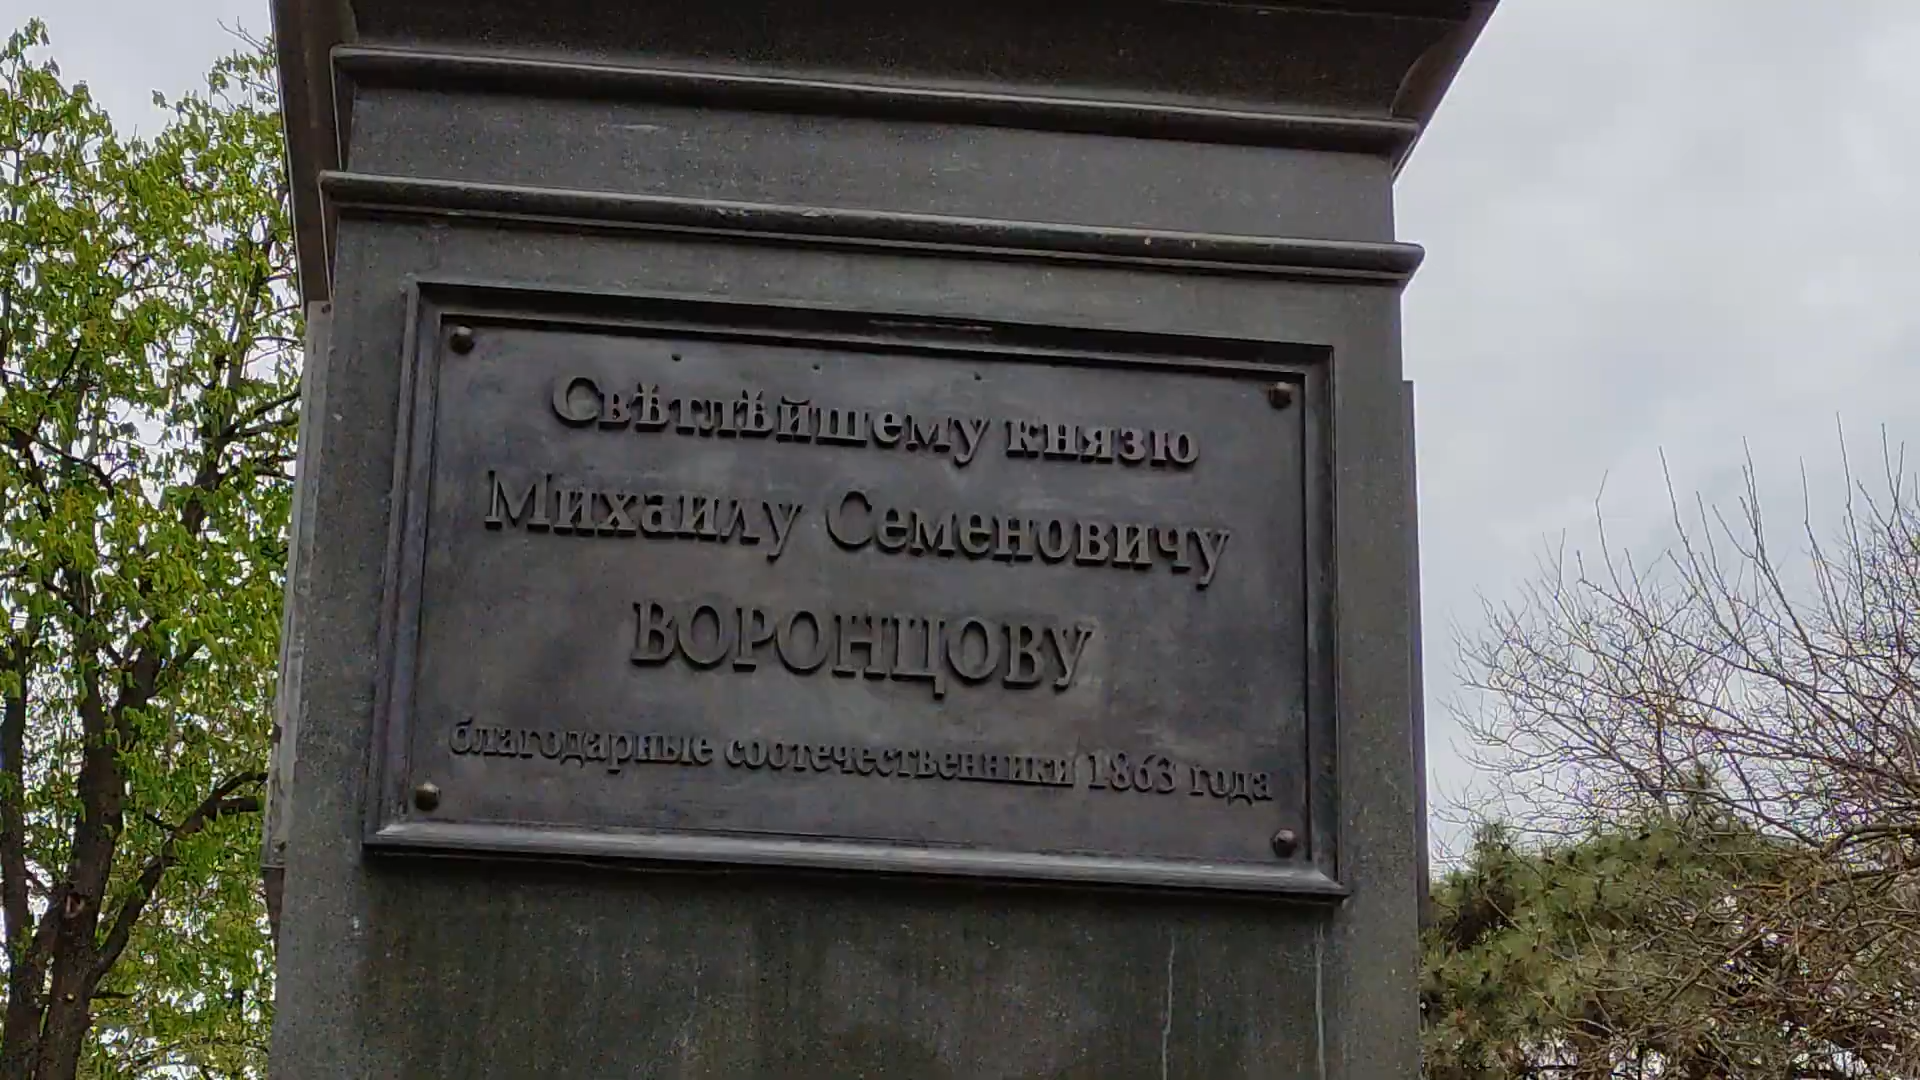 Свѣтлѣйшему князю
Михаилу Семеновичу
ВОРОНЦОВУ
благодарные соотечественники 1863 года